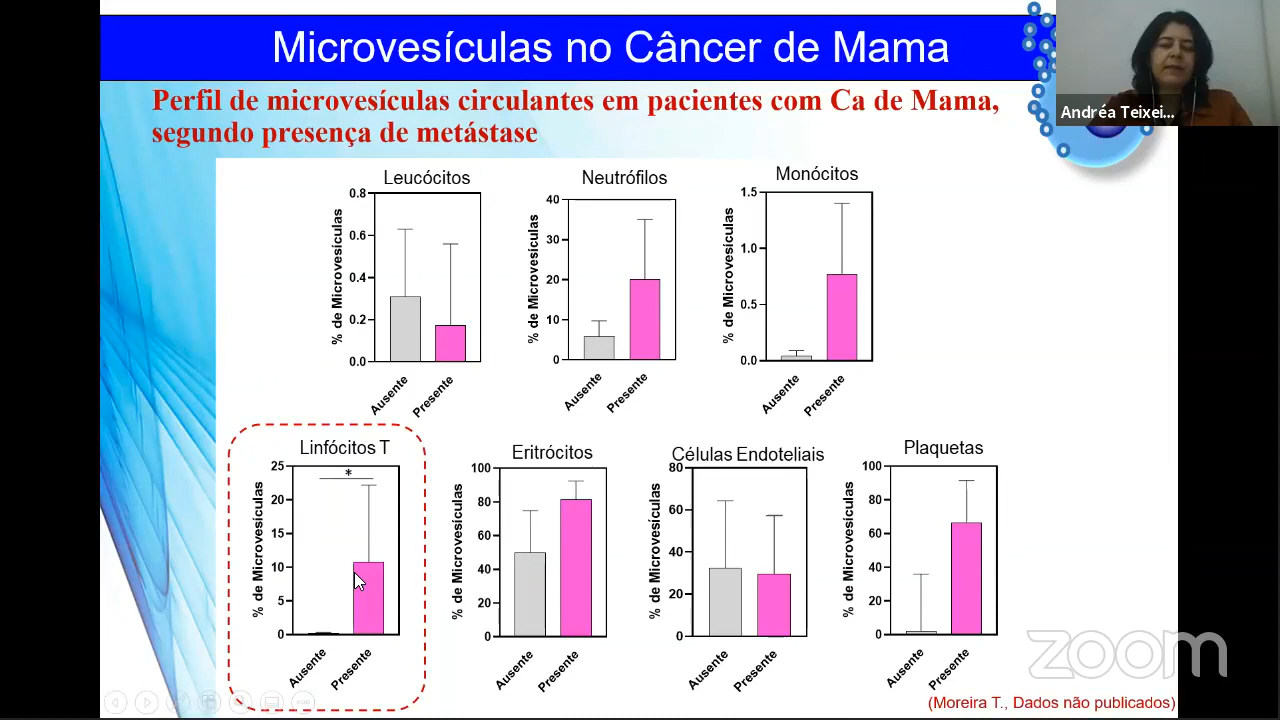 Microvesículas no Câncer de Mama
Andréa Teixei...
Perfil de microvesículas circulantes em pacientes com Ca de Mama,
segundo presença de metástase
Leucócitos
% de Microvesículas
0.8
0.6
0.4
0.2
0.0
Ausente
Presente
Neutrófilos
% de Microvesículas
40
30
20
10
0
Ausente
Presente
Monócitos
% de Microvesículas
1.5
1.0
0.5
0.0
Ausente
Presente
Linfócitos T
% de Microvesículas
25
20
15
10
5
0
*
Ausente
Presente
Eritrócitos
% de Microvesículas
100
80
60
40
20
0
Ausente
Presente
Células Endoteliais
% de Microvesículas
80
60
40
20
0
Ausente
Presente
Plaquetas
% de Microvesículas
100
80
60
40
20
0
Ausente
Presente
zoom
(Moreira T., Dados não publicados)